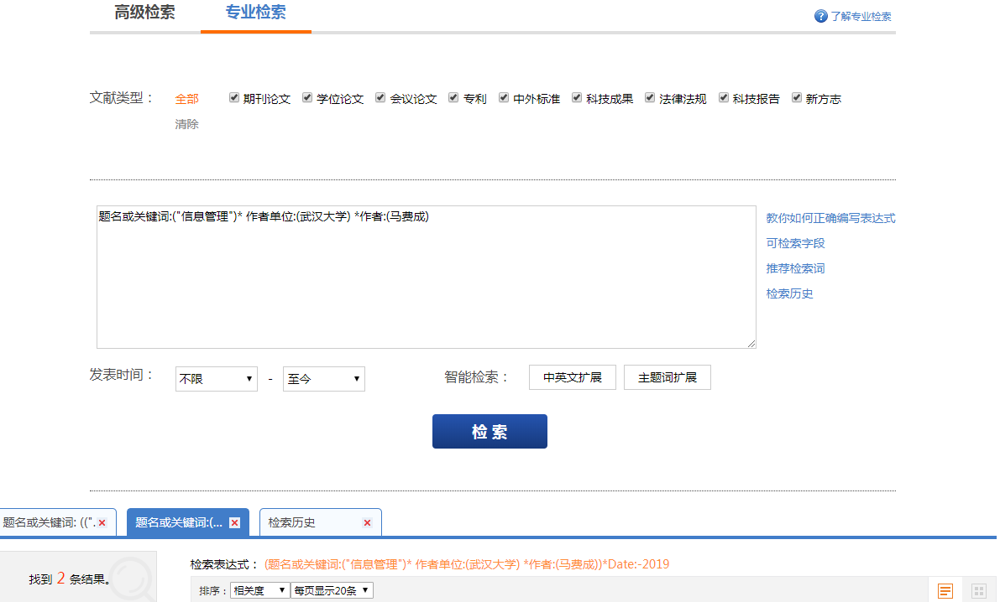 高级检索 专业检索 ? 了解专业检索
文献类型： 全部 期刊论文 学位论文 会议论文 专利 中外标准 科技成果 法律法规 科技报告 新方志
清除
题名或关键词:("信息管理")* 作者单位:(武汉大学) *作者:(马费成)
教你如何正确编写表达式
可检索字段
推荐检索词
检索历史
发表时间： 不限 - 至今 智能检索： 中英文扩展 主题词扩展
检 索
题名或关键词: ((". 题名或关键词:(... 检索历史
找到 2 条结果。
检索表达式： (题名或关键词:("信息管理")* 作者单位:(武汉大学) *作者:(马费成))*Date:-2019
排序： 相关度 每页显示20条